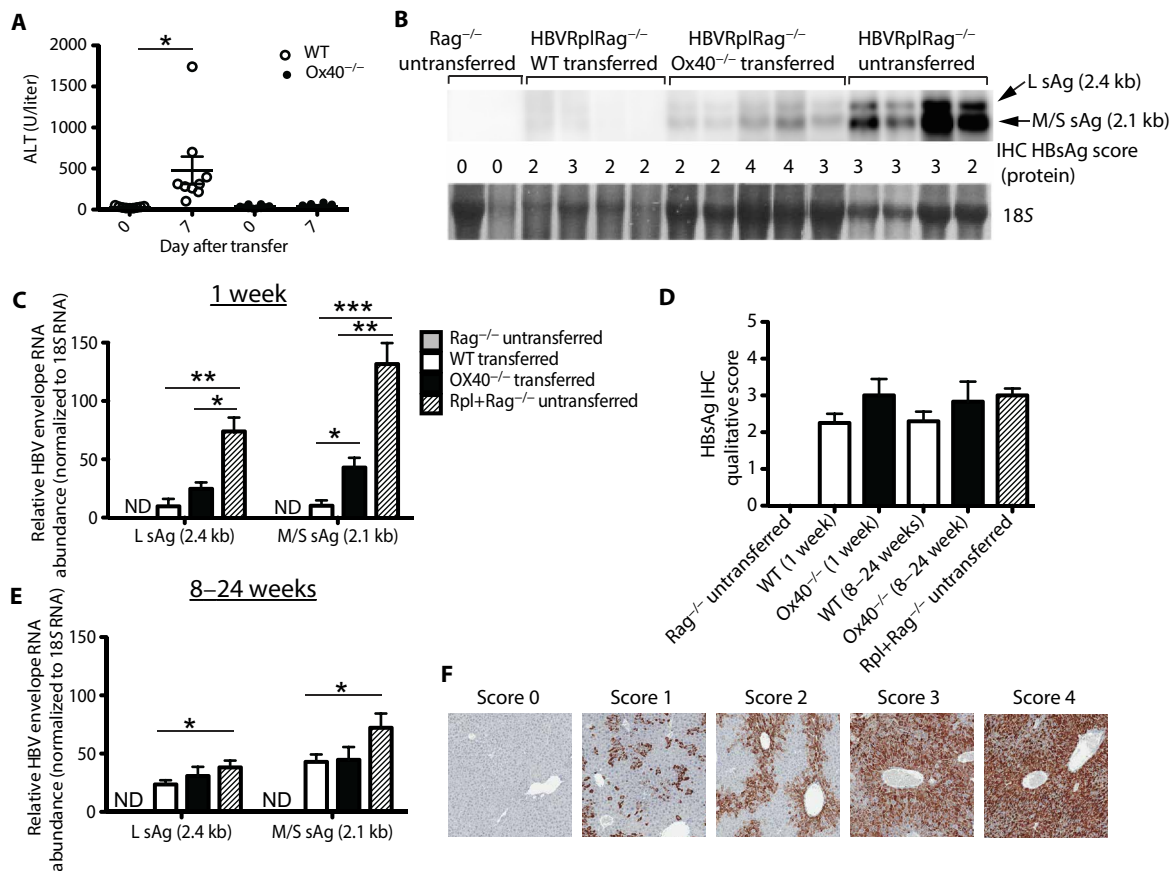 A
2000
1500
1000
500
0
ALT (U/liter)
*
WT
Ox40−/−
0 7 0 7
Day after transfer
B
Rag−/− untransferred
HBVRplRag−/− WT transferred
HBVRplRag−/− Ox40−/− transferred
HBVRplRag−/− untransferred
L sAg (2.4 kb)
M/S sAg (2.1 kb)
0 0 2 3 2 2 2 2 4 4 3 3 3 3 2
IHC HBsAg score
(protein)
18S
C
1 week
Relative HBV envelope RNA
abundance (normalized to 18S RNA)
150
100
50
0
** * * *** **
ND ND
L sAg (2.4 kb) M/S sAg (2.1 kb)
Rag−/− untransferred
WT transferred
OX40−/− transferred
Rpl+Rag−/− untransferred
D
HBsAg IHC
qualitative score
5
4
3
2
1
0
Rag−/− untransferred
WT (1 week)
Ox40−/− (1 week)
WT (8–24 weeks)
Ox40−/− (8–24 week)
Rpl+Rag−/− untransferred
E
8–24 weeks
Relative HBV envelope RNA
abundance (normalized to 18S RNA)
150
100
50
0
* *
ND ND
L sAg (2.4 kb) M/S sAg (2.1 kb)
F
Score 0 Score 1 Score 2 Score 3 Score 4